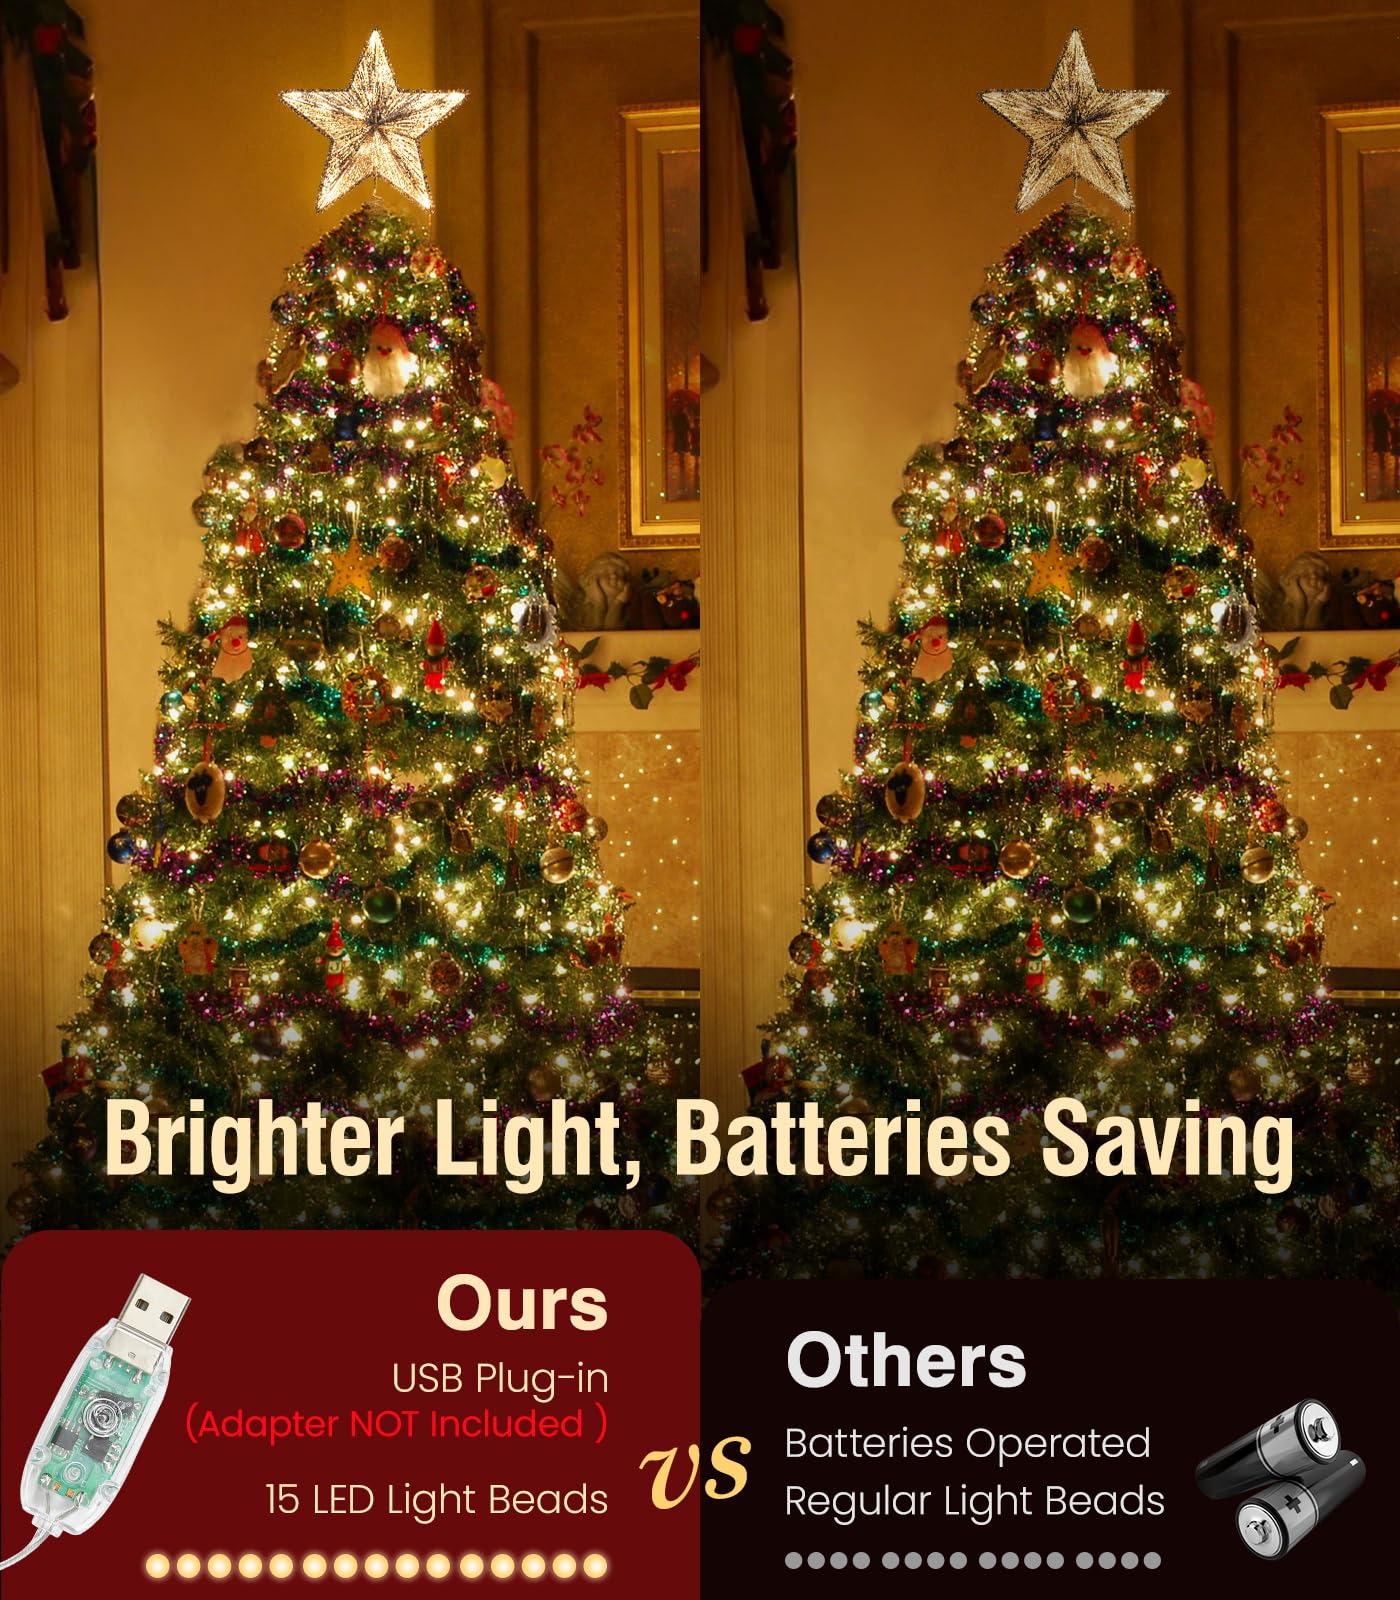 Brighter Light, Batteries Saving
Ours
USB Plug-in
(Adapter NOT Included )
15 LED Light Beads
vs
Others
Batteries Operated
Regular Light Beads